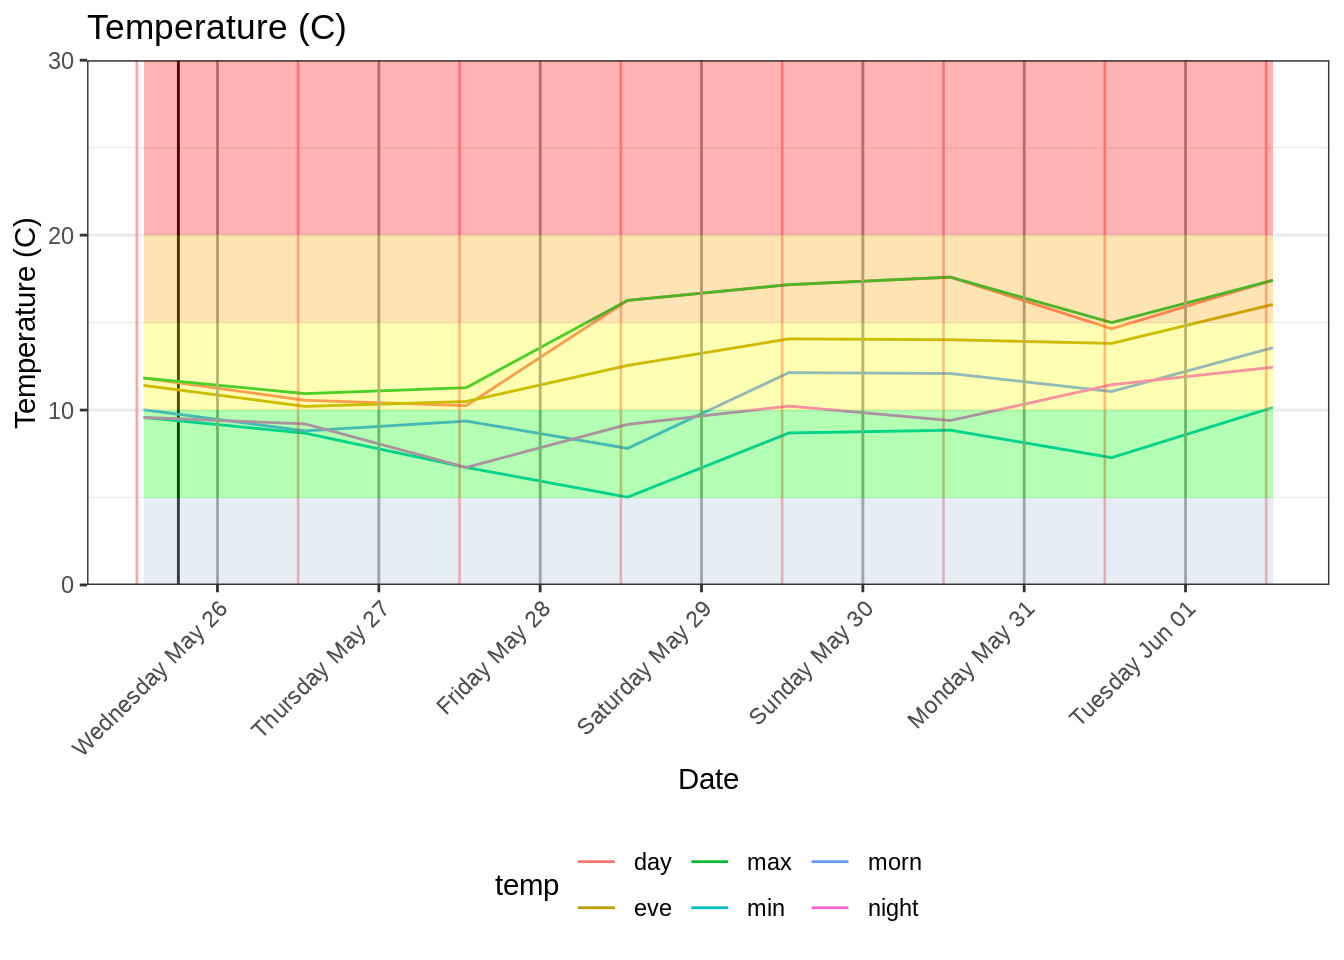 Temperature (C)
30
20
10
0
Temperature (C)
Wednesday May 26
Thursday May 27
Friday May 28
Saturday May 29
Sunday May 30
Monday May 31
Tuesday Jun 01
Date
temp
day max morn
eve min night